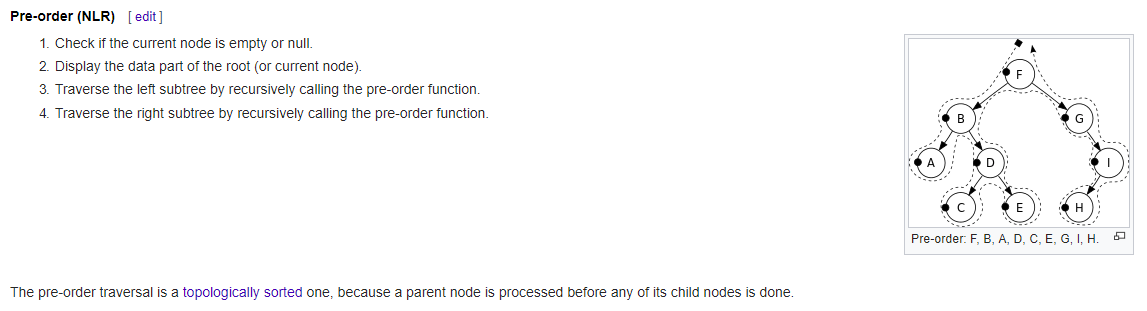 Pre-order (NLR) [ edit ]
1. Check if the current node is empty or null.
2. Display the data part of the root (or current node).
3. Traverse the left subtree by recursively calling the pre-order function.
4. Traverse the right subtree by recursively calling the pre-order function.
F
B G
A D I
C E H
Pre-order: F, B, A, D, C, E, G, I, H.
The pre-order traversal is a topologically sorted one, because a parent node is processed before any of its child nodes is done.